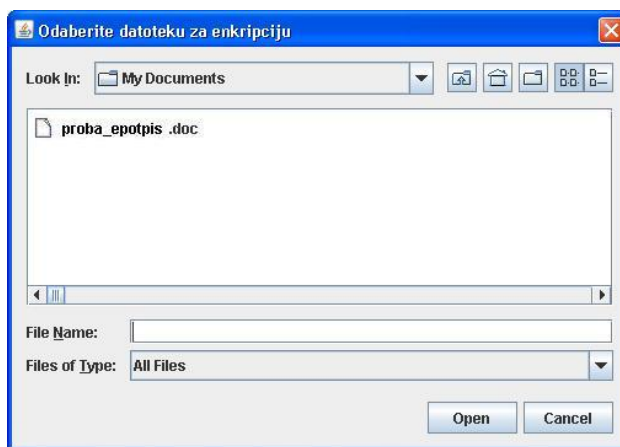 Odaberite datoteku za enkripciju
Look In: My Documents
proba_epotpis .doc
File Name:
Files of Type: All Files
Open Cancel